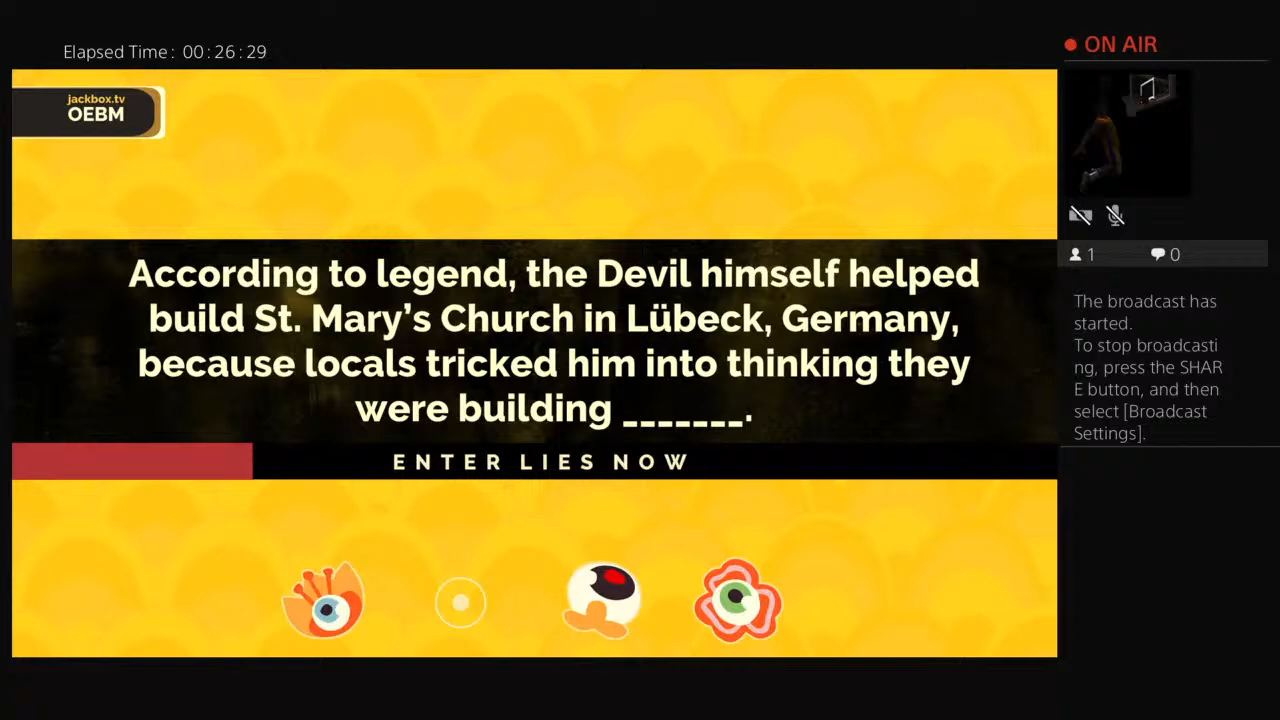 Elapsed Time: 00:26:29
ON AIR
jackbox.tv
OEBM
According to legend, the Devil himself helped
build St. Mary’s Church in Lübeck, Germany,
because locals tricked him into thinking they
were building _______.
ENTER LIES NOW
1
0
The broadcast has
started.
To stop broadcasti
ng, press the SHAR
E button, and then
select [Broadcast
Settings].